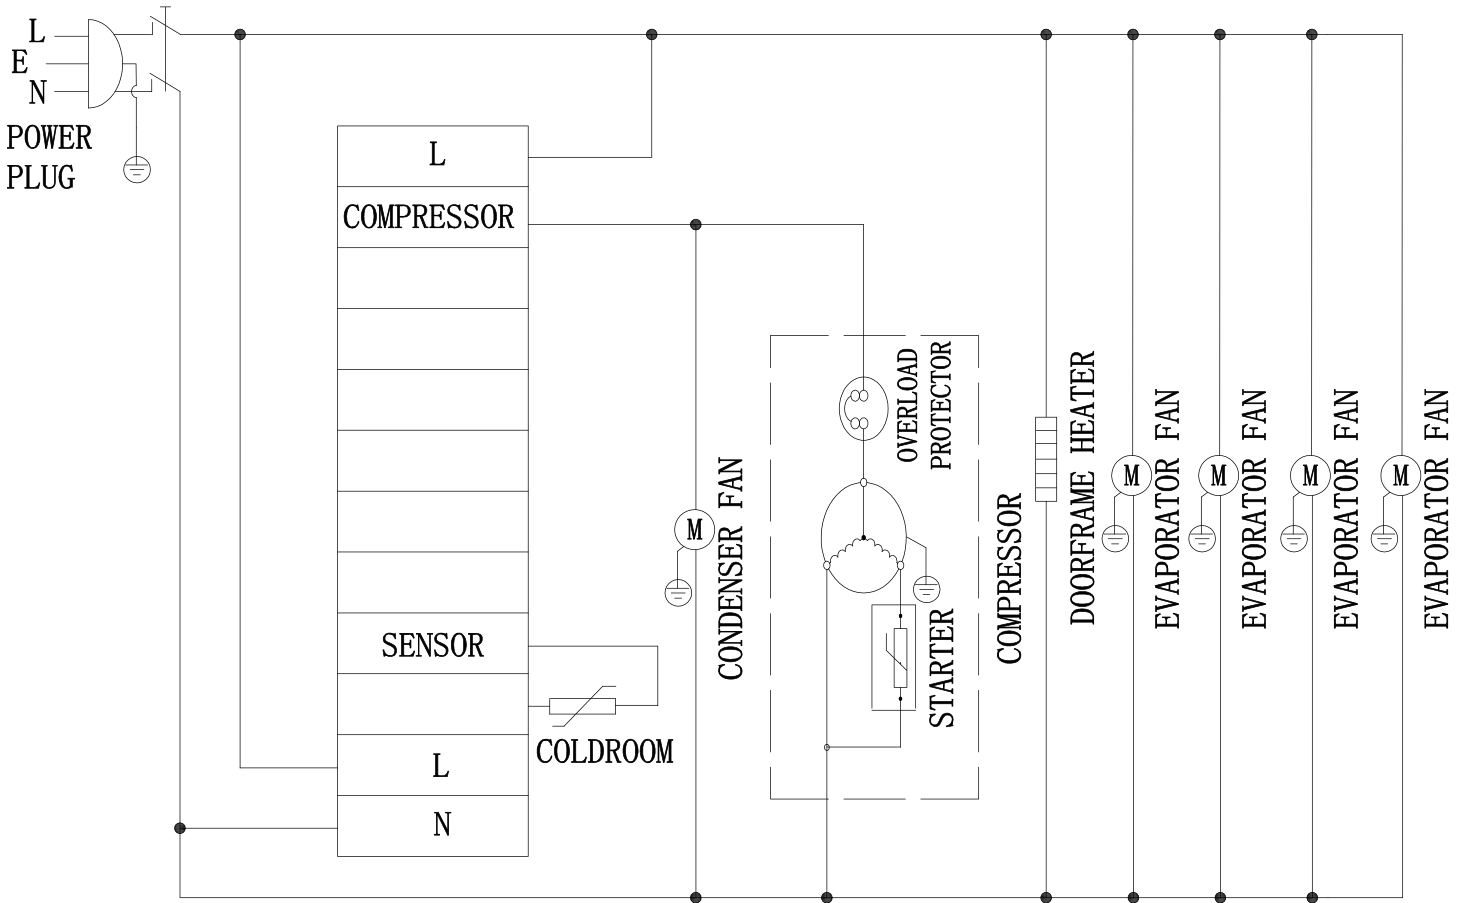 L
E
N
POWER
PLUG
L
COMPRESSOR
SENSOR
L
N
COLDROOM
CONDENSER FAN
M
OVERLOAD
PROTECTOR
STARTER
COMPRESSOR
DOORFRAME HEATER
M
EVAPORATOR FAN
M
EVAPORATOR FAN
M
EVAPORATOR FAN
M
EVAPORATOR FAN